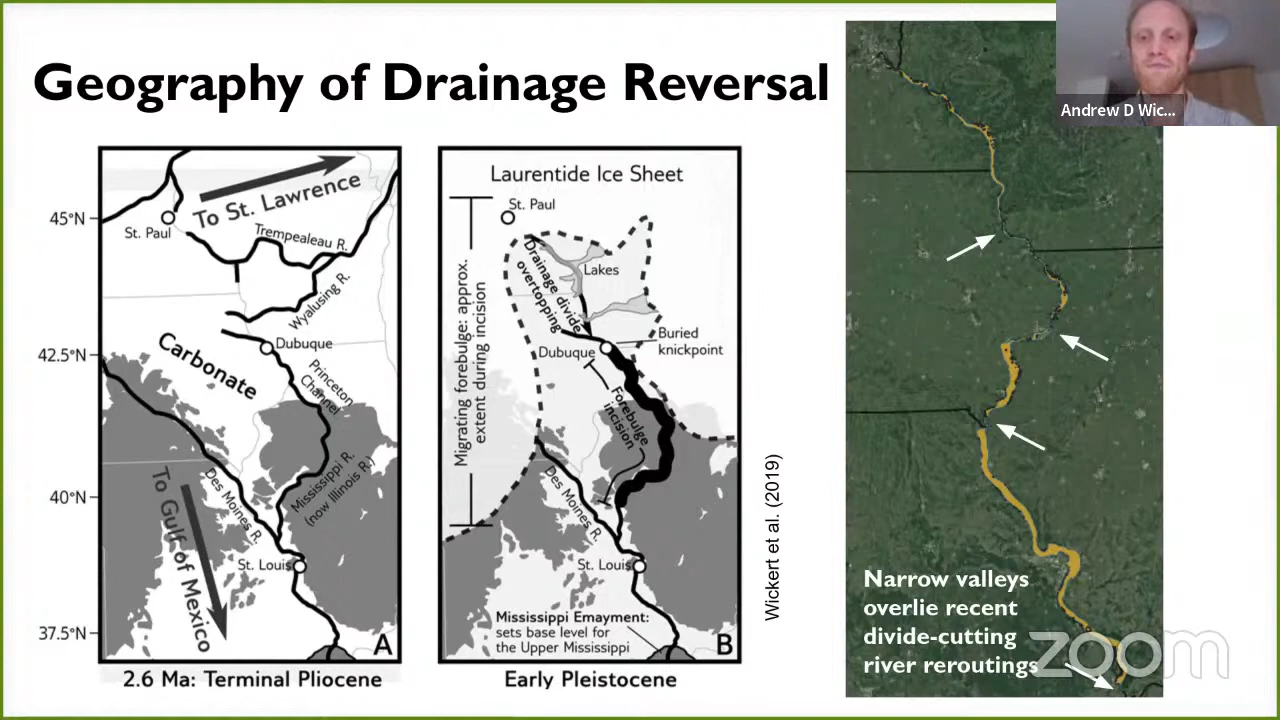 Geography of Drainage Reversal
Andrew D Wic...
45°N
42.5°N
40°N
37.5°N
To St. Lawrence
St. Paul
Trempealeau R.
Wyalusing R.
Dubuque
Carbonate
Princeton
Channel
Des Moines R.
Mississippi R.
(now Illinois R.)
To Gulf of Mexico
St. Louis
A
2.6 Ma: Terminal Pliocene
Laurentide Ice Sheet
St. Paul
Migrating forebulge: approx.
extent during incision
Drainage divide
overtopping
Lakes
Buried
knickpoint
Dubuque
Forebulge
incision
Des Moines R.
St. Louis
Mississippi Emayment:
sets base level for
the Upper Mississippi
B
Early Pleistocene
Wickert et al. (2019)
Narrow valleys
overlie recent
divide-cutting
river reroutings
zoom